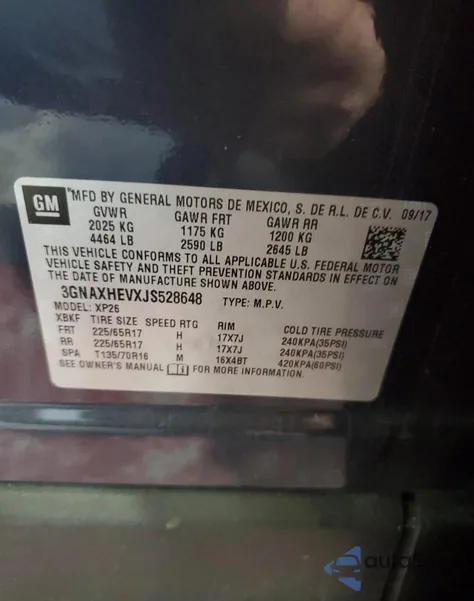 GM
*MFD BY GENERAL MOTORS DE MEXICO, S. DE R.L. DE C.V. 09/17
GVWR GAWR FRT GAWR RR
2025 KG 1175 KG 1200 KG
4464 LB 2590 LB 2645 LB
THIS VEHICLE CONFORMS TO ALL APPLICABLE U.S. FEDERAL MOTOR
VEHICLE SAFETY AND THEFT PREVENTION STANDARDS IN EFFECT ON
THE DATE OF MANUFACTURE SHOWN ABOVE.
3GNAXHEVXJS528648 TYPE: M.P.V.
MODEL: XP26
XBKF TIRE SIZE SPEED RTG RIM COLD TIRE PRESSURE
FRT 225/65R17 H 17X7J 240KPA(35PSI)
RR 225/65R17 H 17X7J 240KPA(35PSI)
SPA T135/70R16 M 16X4BT 420KPA(60PSI)
SEE OWNER'S MANUAL FOR MORE INFORMATION.